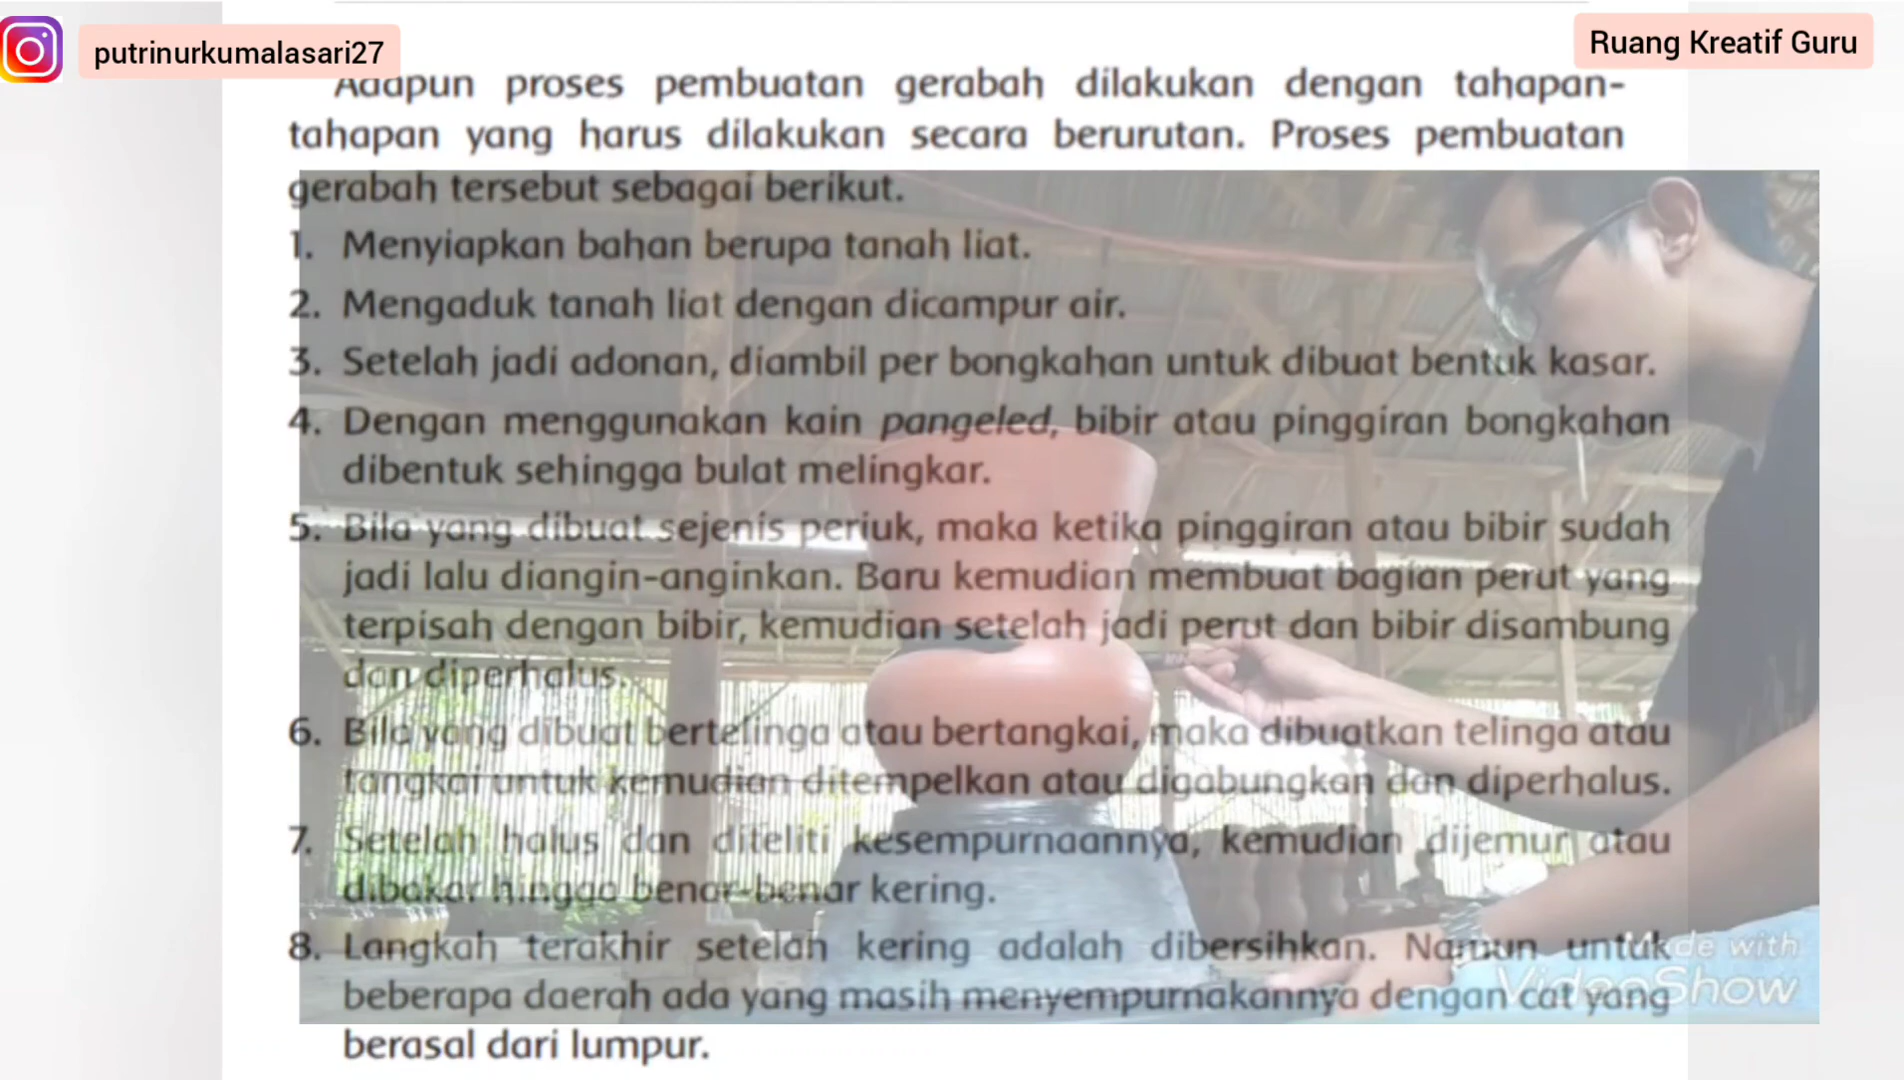 putrinurkumalasari27
Ruang Kreatif Guru
Adapun proses pembuatan gerabah dilakukan dengan tahapan-
tahapan yang harus dilakukan secara berurutan. Proses pembuatan
gerabah tersebut sebagai berikut.
1. Menyiapkan bahan berupa tanah liat.
2. Mengaduk tanah liat dengan dicampur air.
3. Setelah jadi adonan, diambil per bongkahan untuk dibuat bentuk kasar.
4. Dengan menggunakan kain pangeled, bibir atau pinggiran bongkahan
dibentuk sehingga bulat melingkar.
5. Bila yang dibuat sejenis periuk, maka ketika pinggiran atau bibir sudah
jadi lalu diangin-anginkan. Baru kemudian membuat bagian perut yang
terpisah dengan bibir, kemudian setelah jadi perut dan bibir disambung
dan diperhalus.
6. Bila yang dibuat bertelinga atau bertangkai, maka dibuatkan telinga atau
tangkai untuk kemudian ditempelkan atau digabungkan dan diperhalus.
7. Setelah halus dan diteliti kesempurnaannya, kemudian dijemur atau
dibakar hingga benar-benar kering.
8. Langkah terakhir setelah kering adalah dibersihkan. Namun untuk
beberapa daerah ada yang masih menyempurnakannya dengan cat yang
berasal dari lumpur.
Made with
VideoShow